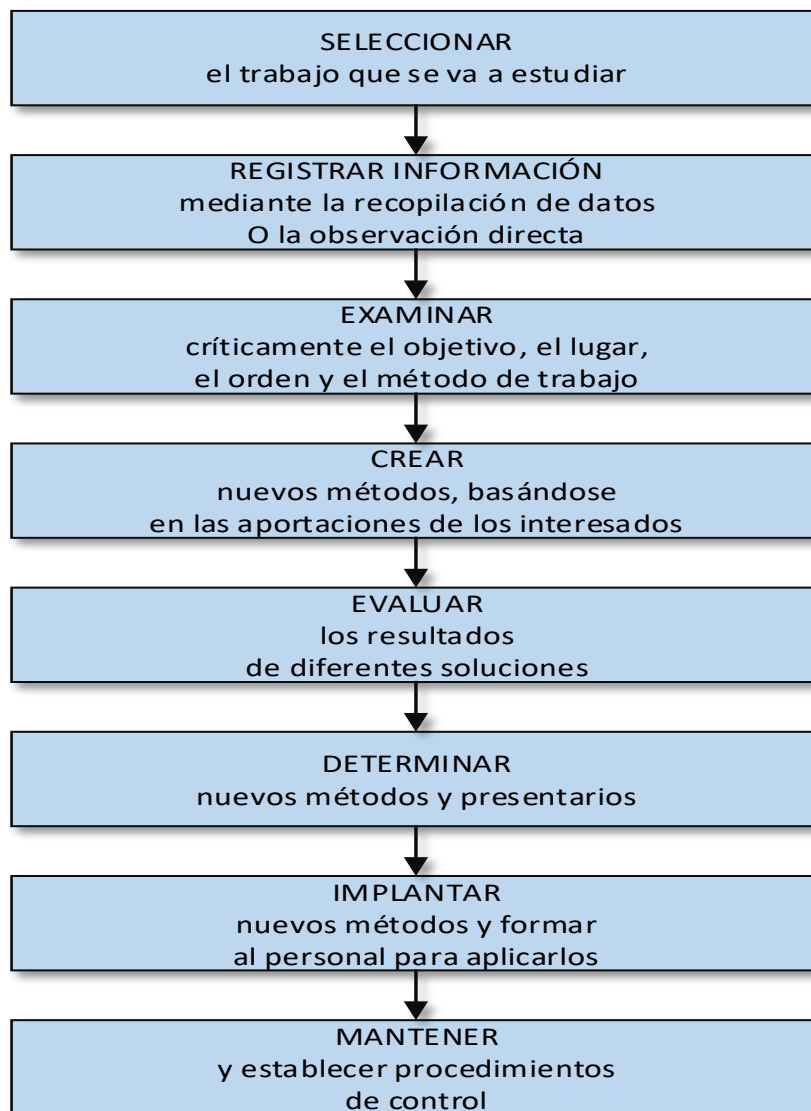 SELECCIONAR
el trabajo que se va a estudiar
REGISTRAR INFORMACIÓN
mediante la recopilación de datos
O la observación directa
EXAMINAR
críticamente el objetivo, el lugar,
el orden y el método de trabajo
CREAR
nuevos métodos, basándose
en las aportaciones de los interesados
EVALUAR
los resultados
de diferentes soluciones
DETERMINAR
nuevos métodos y presentarios
IMPLANTAR
nuevos métodos y formar
al personal para aplicarlos
MANTENER
y establecer procedimientos
de control